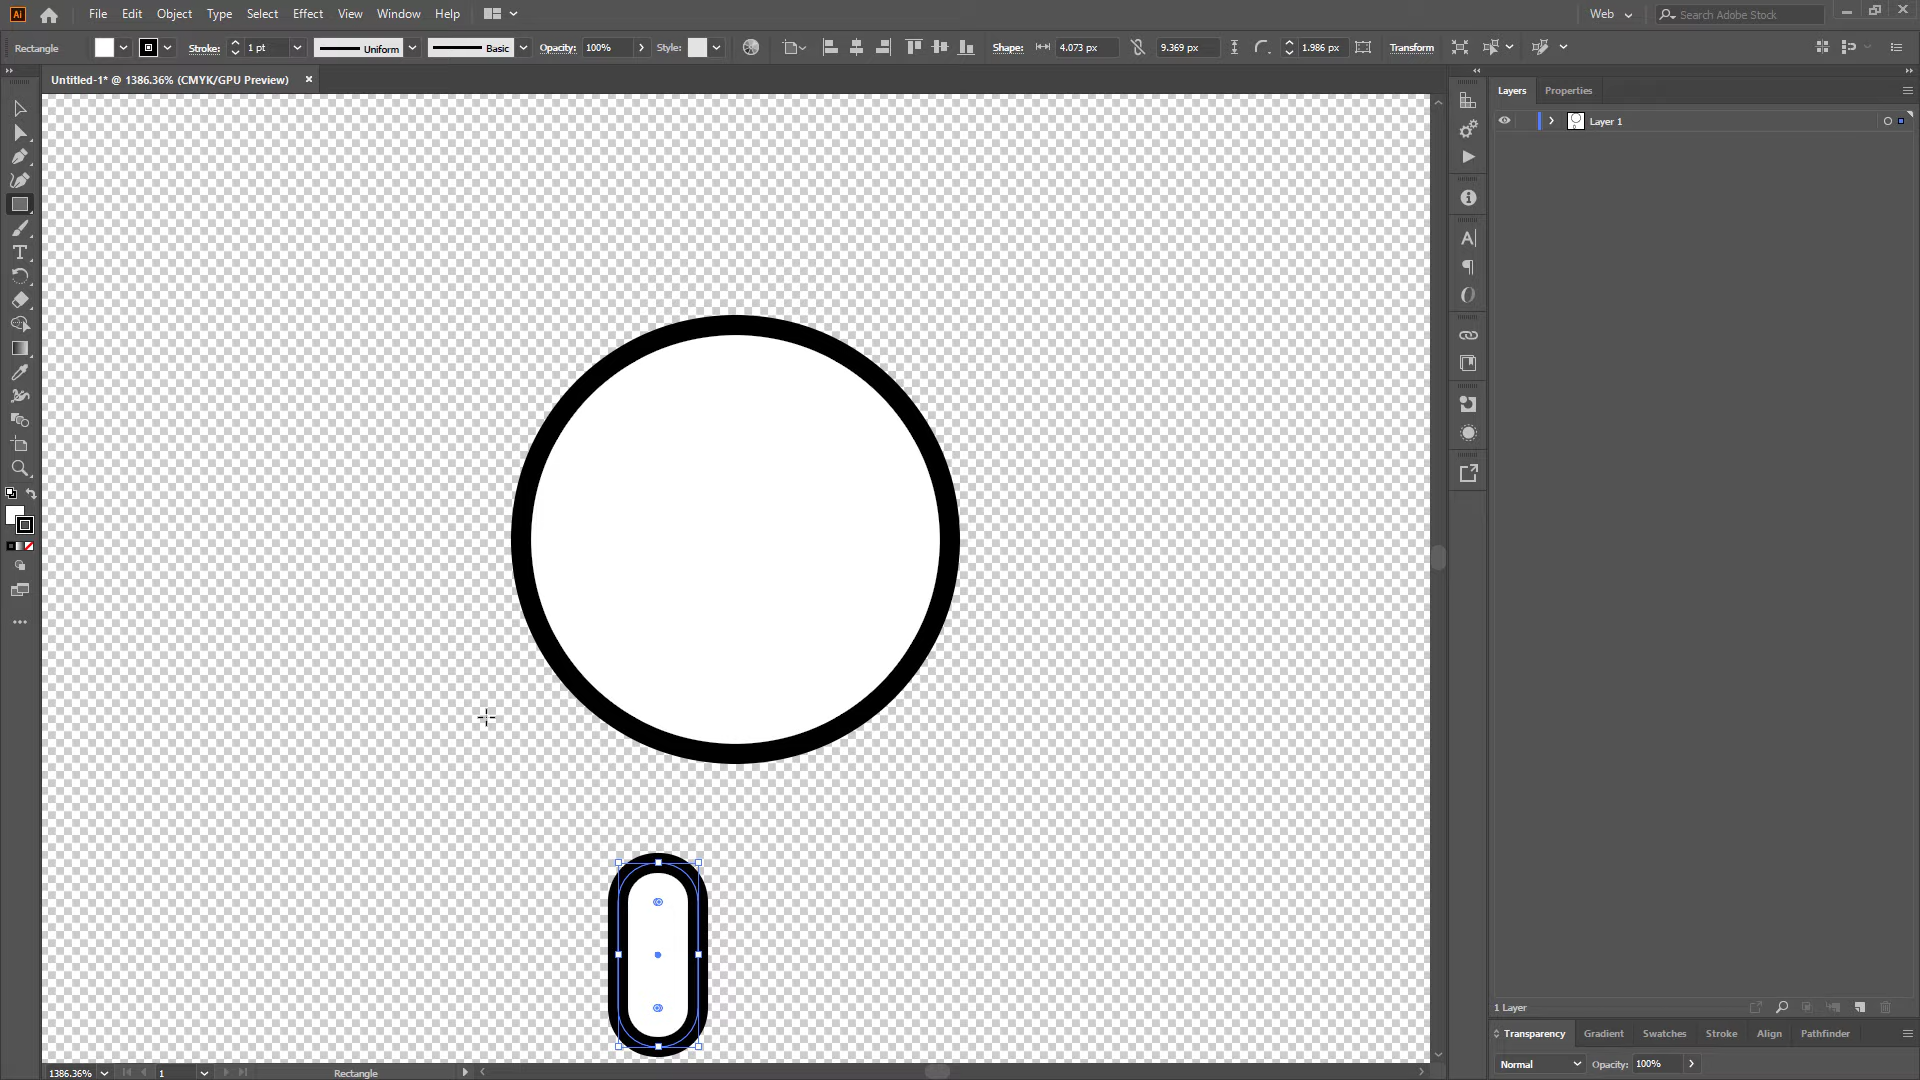 Ai File Edit Object Type Select Effect View Window Help Web Search Adobe Stock
Rectangle Stroke: 1 pt Uniform Basic Opacity: 100% Style: Shape: 4.073 px 9.369 px 1.986 px Transform
Untitled-1* @ 1386.36% (CMYK/GPU Preview) ×
Layers Properties
Layer 1
1 Layer
Transparency Gradient Swatches Stroke Align Pathfinder
Normal Opacity: 100%
1386.36% 1 Rectangle